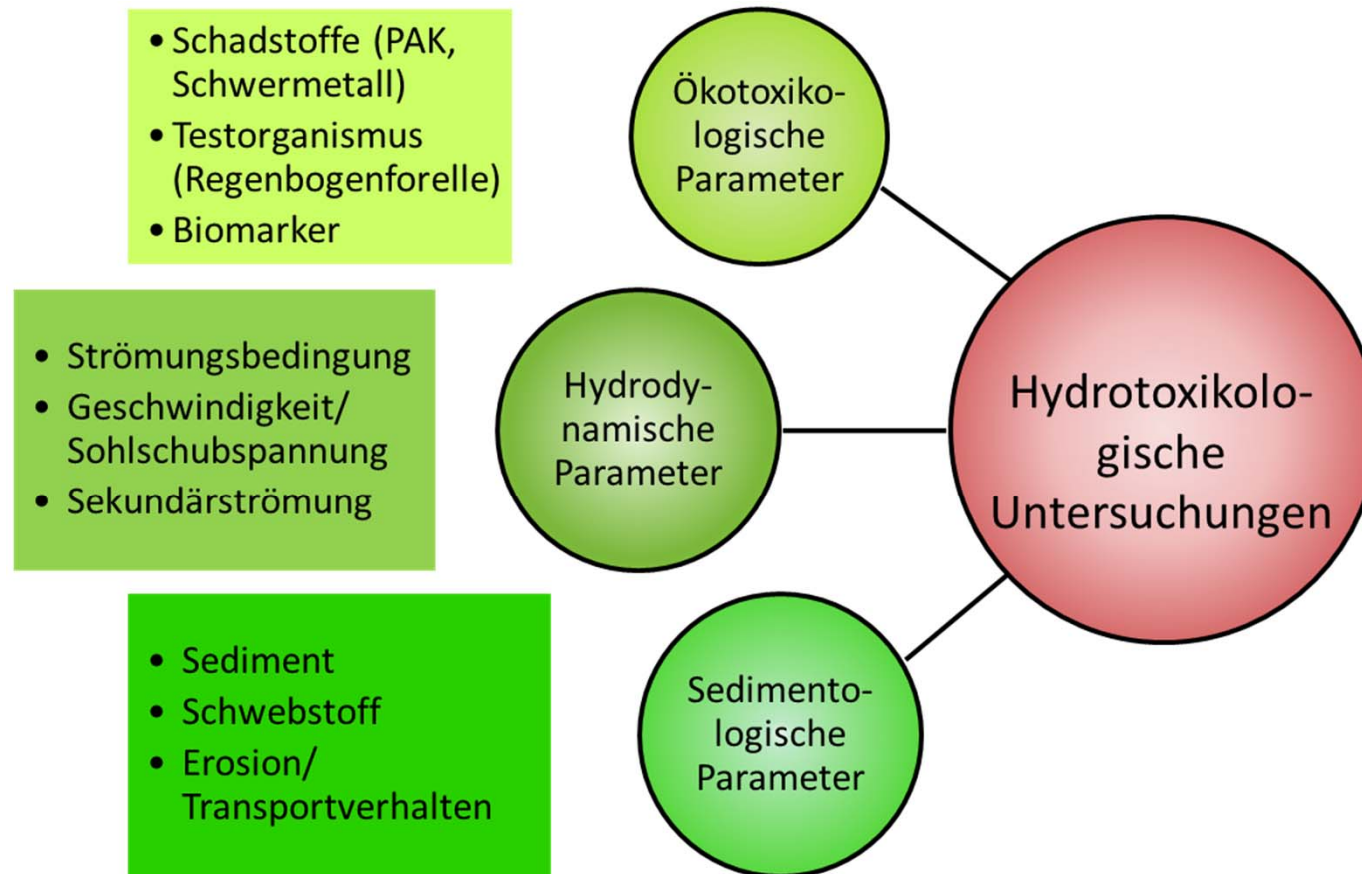 • Schadstoffe (PAK,
Schwermetall)
• Testorganismus
(Regenbogenforelle)
• Biomarker
Ökotoxiko-
logische
Parameter
• Strömungsbedingung
• Geschwindigkeit/
Sohlschubspannung
• Sekundärströmung
Hydrody-
namische
Parameter
• Sediment
• Schwebstoff
• Erosion/
Transportverhalten
Sedimento-
logische
Parameter
Hydrotoxikolo-
gische
Untersuchungen